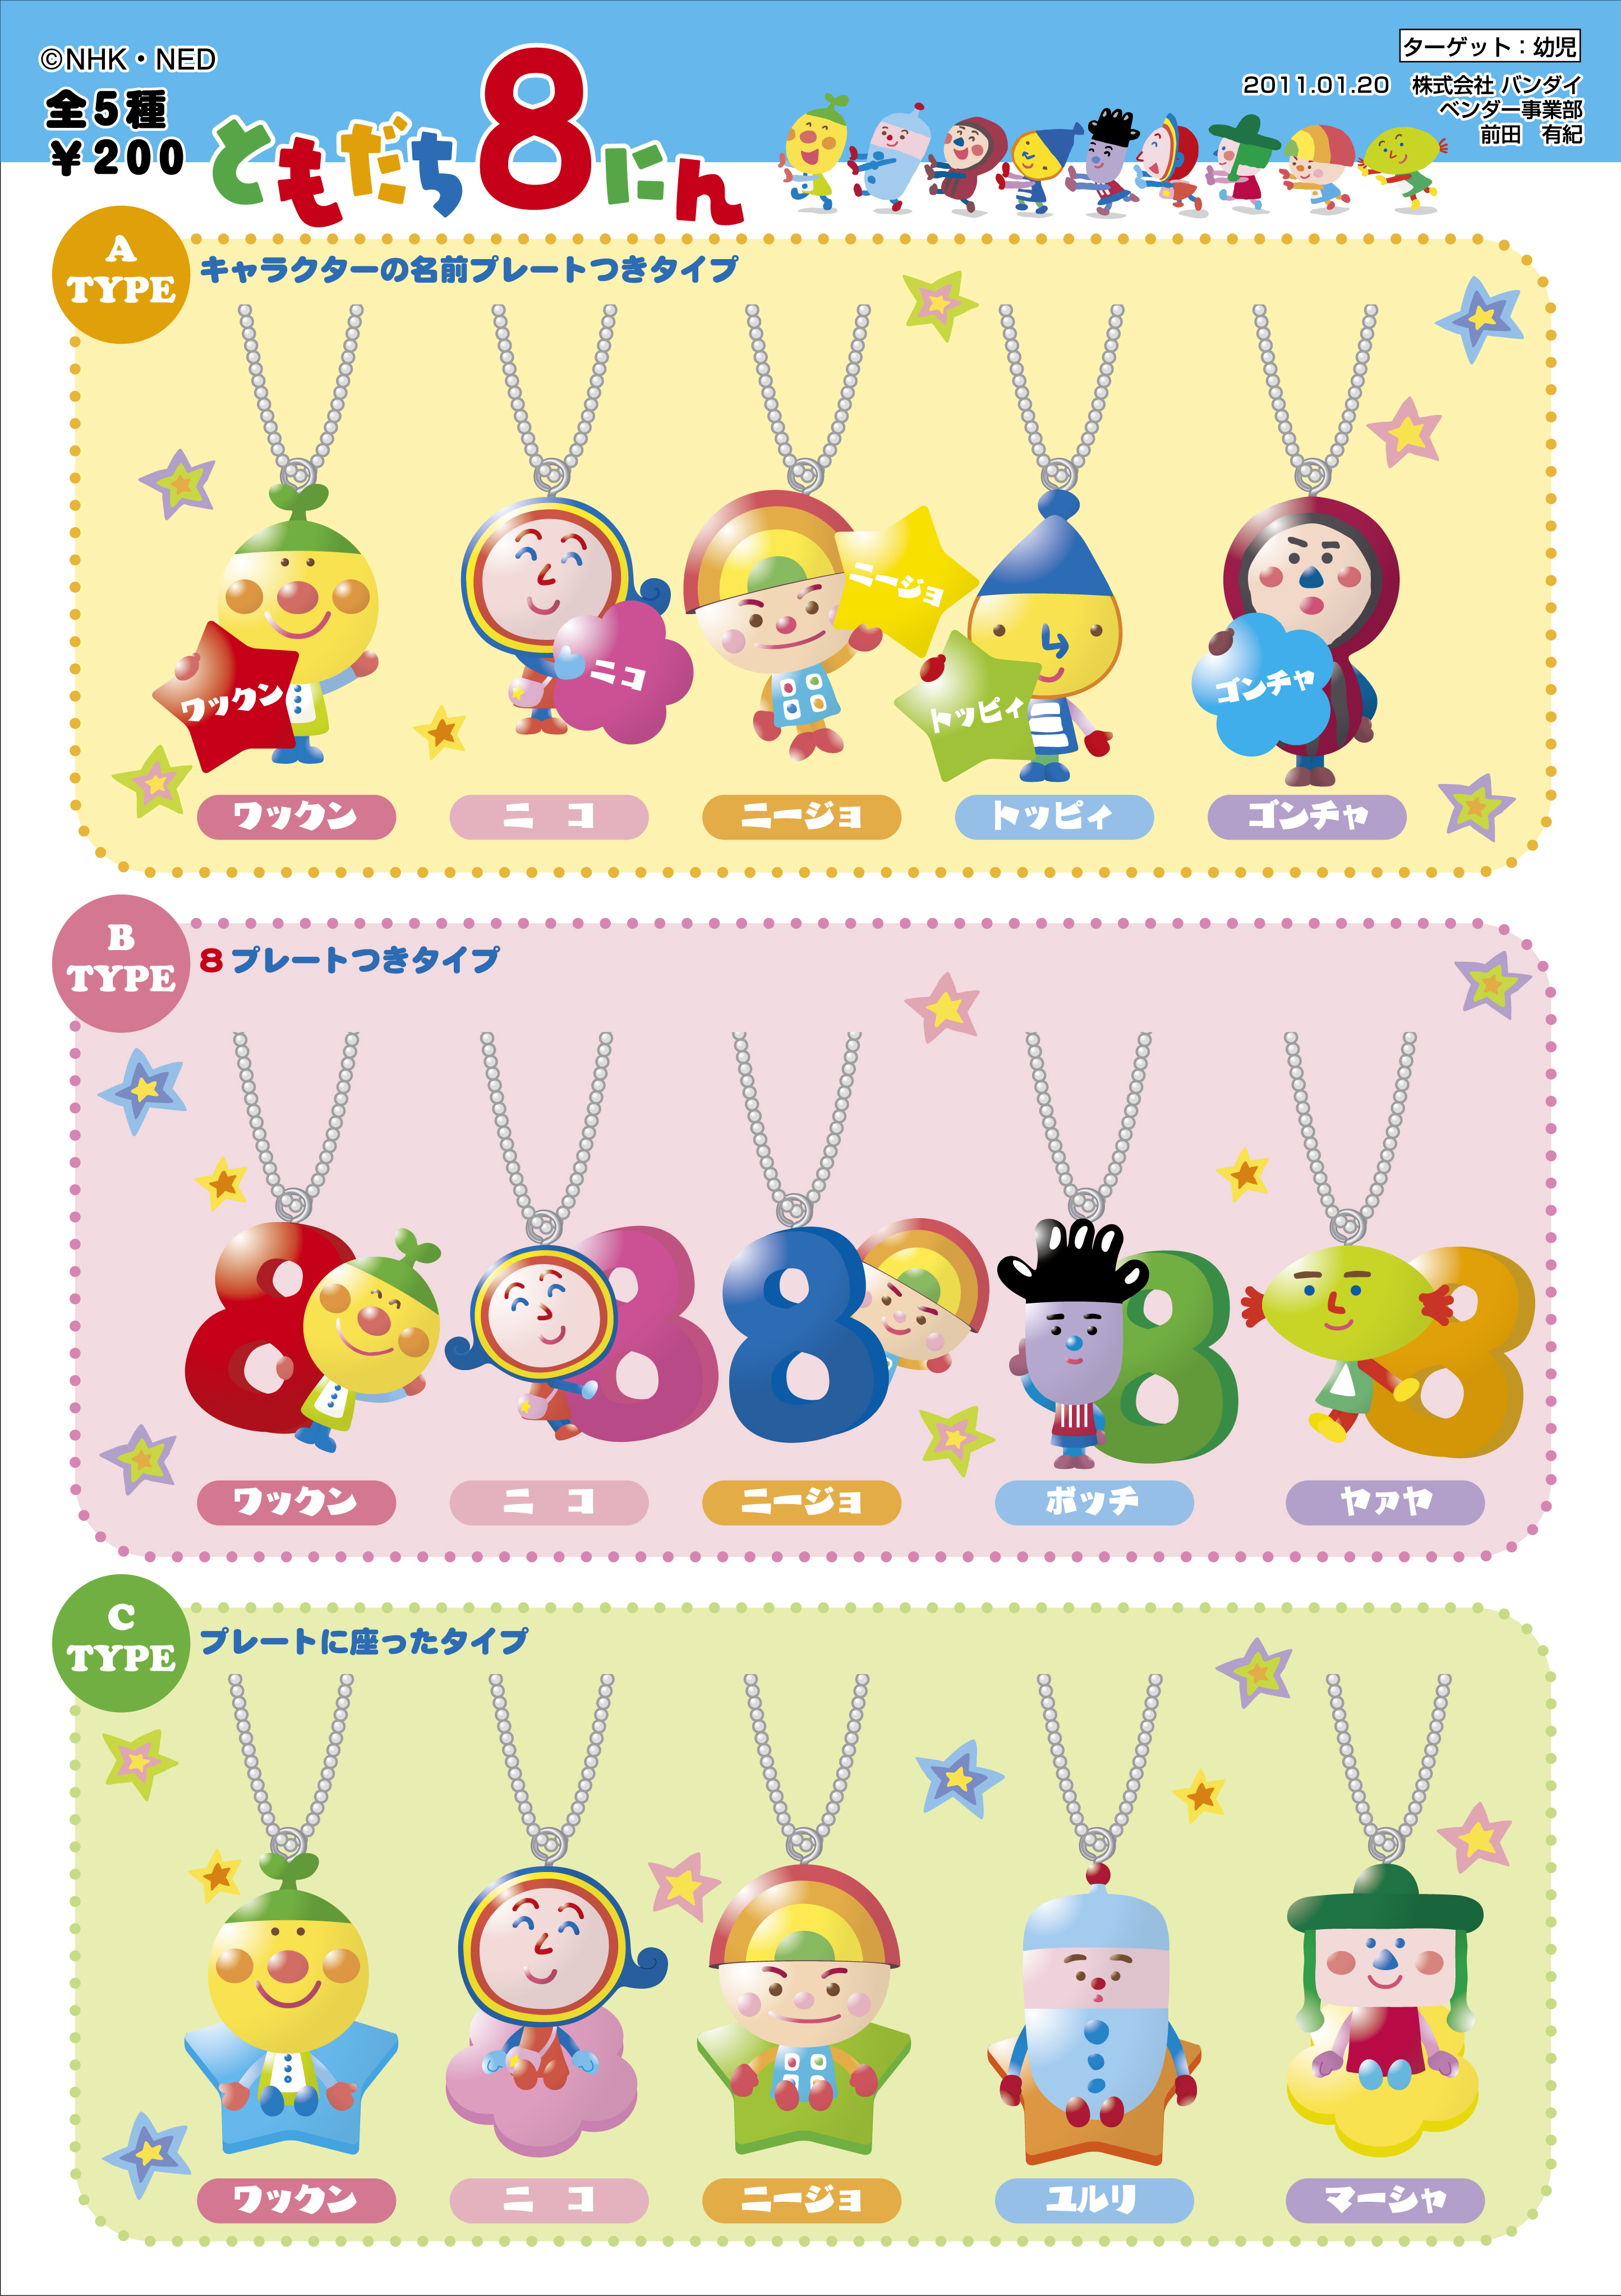 ©NHK・NED
全5種
￥200
ともだち8にん
ターゲット：幼児
2011.01.20　株式会社 バンダイ
ベンダー事業部
前田　有紀
A
TYPE
キャラクターの名前プレートつきタイプ
ワックン
ニコ
ニージョ
トッピィ
ゴンチャ
ワックン
ニ　コ
ニージョ
トッピィ
ゴンチャ
B
TYPE
8プレートつきタイプ
8
8
8
8
8
ワックン
ニ　コ
ニージョ
ボッチ
ヤァヤ
C
TYPE
プレートに座ったタイプ
ワックン
ニ　コ
ニージョ
ユルリ
マーシャ